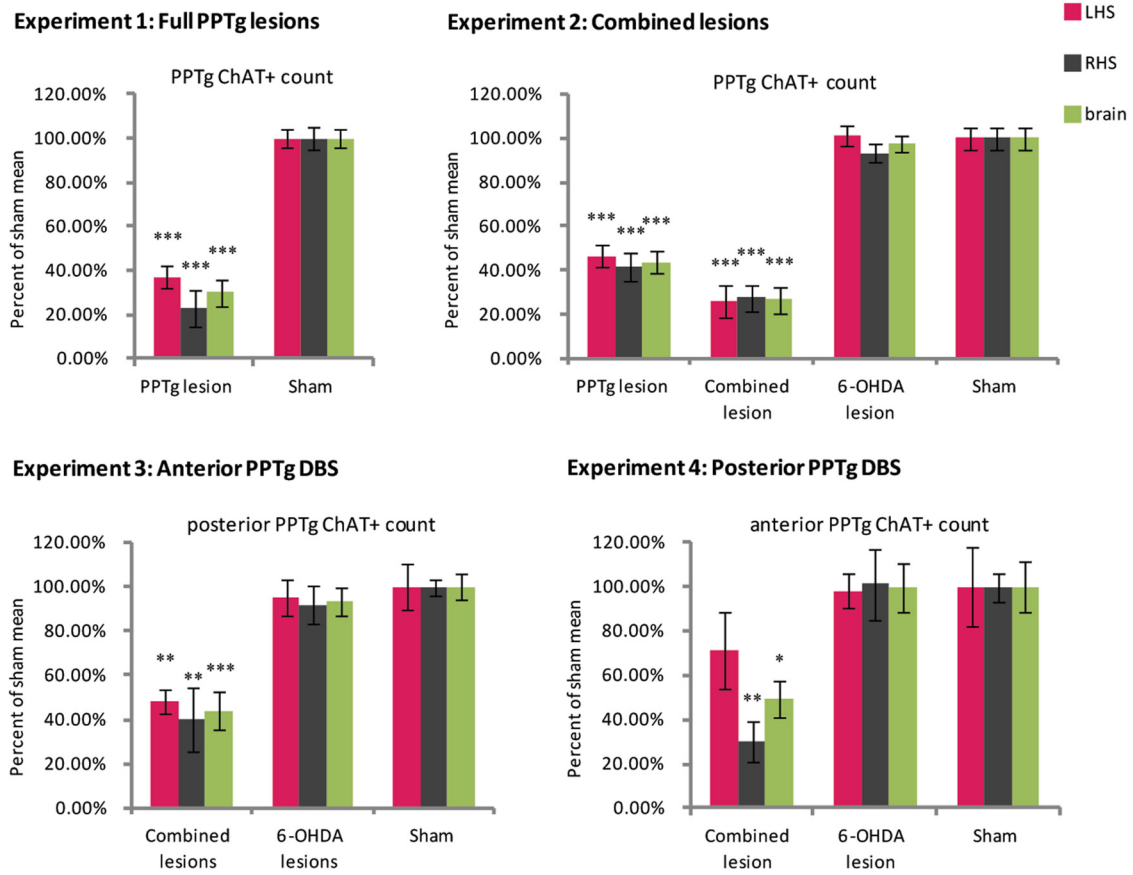 Experiment 1: Full PPTg lesions
Experiment 2: Combined lesions
LHS
RHS
brain
PPTg ChAT+ count
Percent of sham mean
120.00%
100.00%
80.00%
60.00%
40.00%
20.00%
0.00%
***
***
***
PPTg lesion
Sham
PPTg ChAT+ count
Percent of sham mean
120.00%
100.00%
80.00%
60.00%
40.00%
20.00%
0.00%
***
***
***
***
***
***
PPTg lesion
Combined
lesion
6-OHDA
lesion
Sham
Experiment 3: Anterior PPTg DBS
posterior PPTg ChAT+ count
Percent of sham mean
120.00%
100.00%
80.00%
60.00%
40.00%
20.00%
0.00%
**
**
***
Combined
lesions
6-OHDA
lesions
Sham
Experiment 4: Posterior PPTg DBS
anterior PPTg ChAT+ count
Percent of sham mean
120.00%
100.00%
80.00%
60.00%
40.00%
20.00%
0.00%
**
*
Combined
lesion
6-OHDA
lesion
Sham